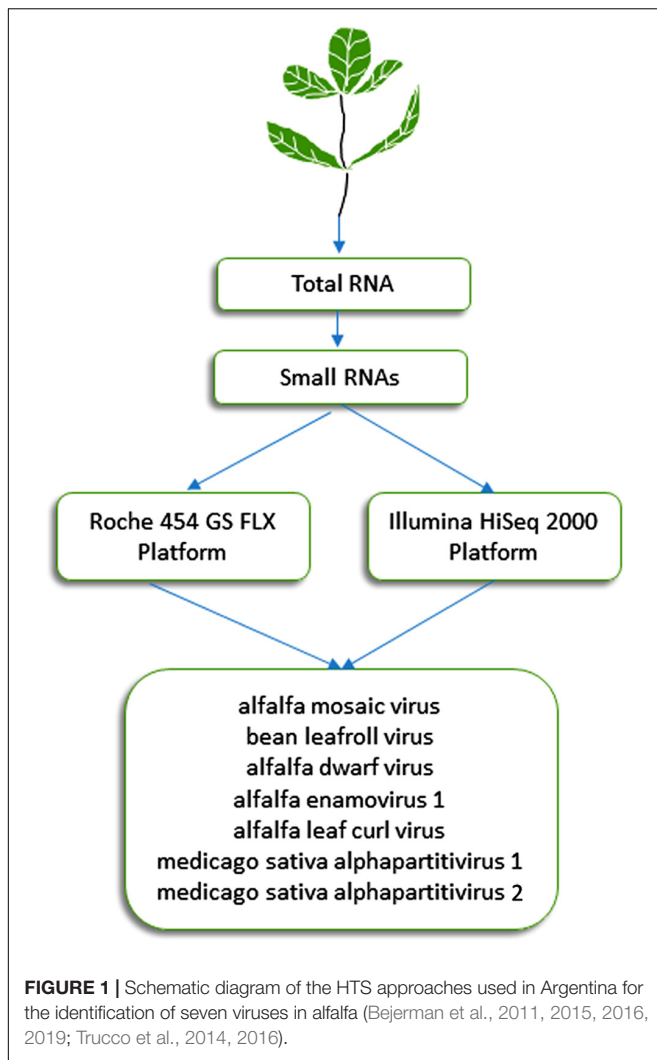 Total RNA
Small RNAs
Roche 454 GS FLX
Platform
Illumina HiSeq 2000
Platform
alfalfa mosaic virus
bean leafroll virus
alfalfa dwarf virus
alfalfa enamovirus 1
alfalfa leaf curl virus
medicago sativa alphapartitivirus 1
medicago sativa alphapartitivirus 2
FIGURE 1 | Schematic diagram of the HTS approaches used in Argentina for
the identification of seven viruses in alfalfa (Bejerman et al., 2011, 2015, 2016,
2019; Trucco et al., 2014, 2016).